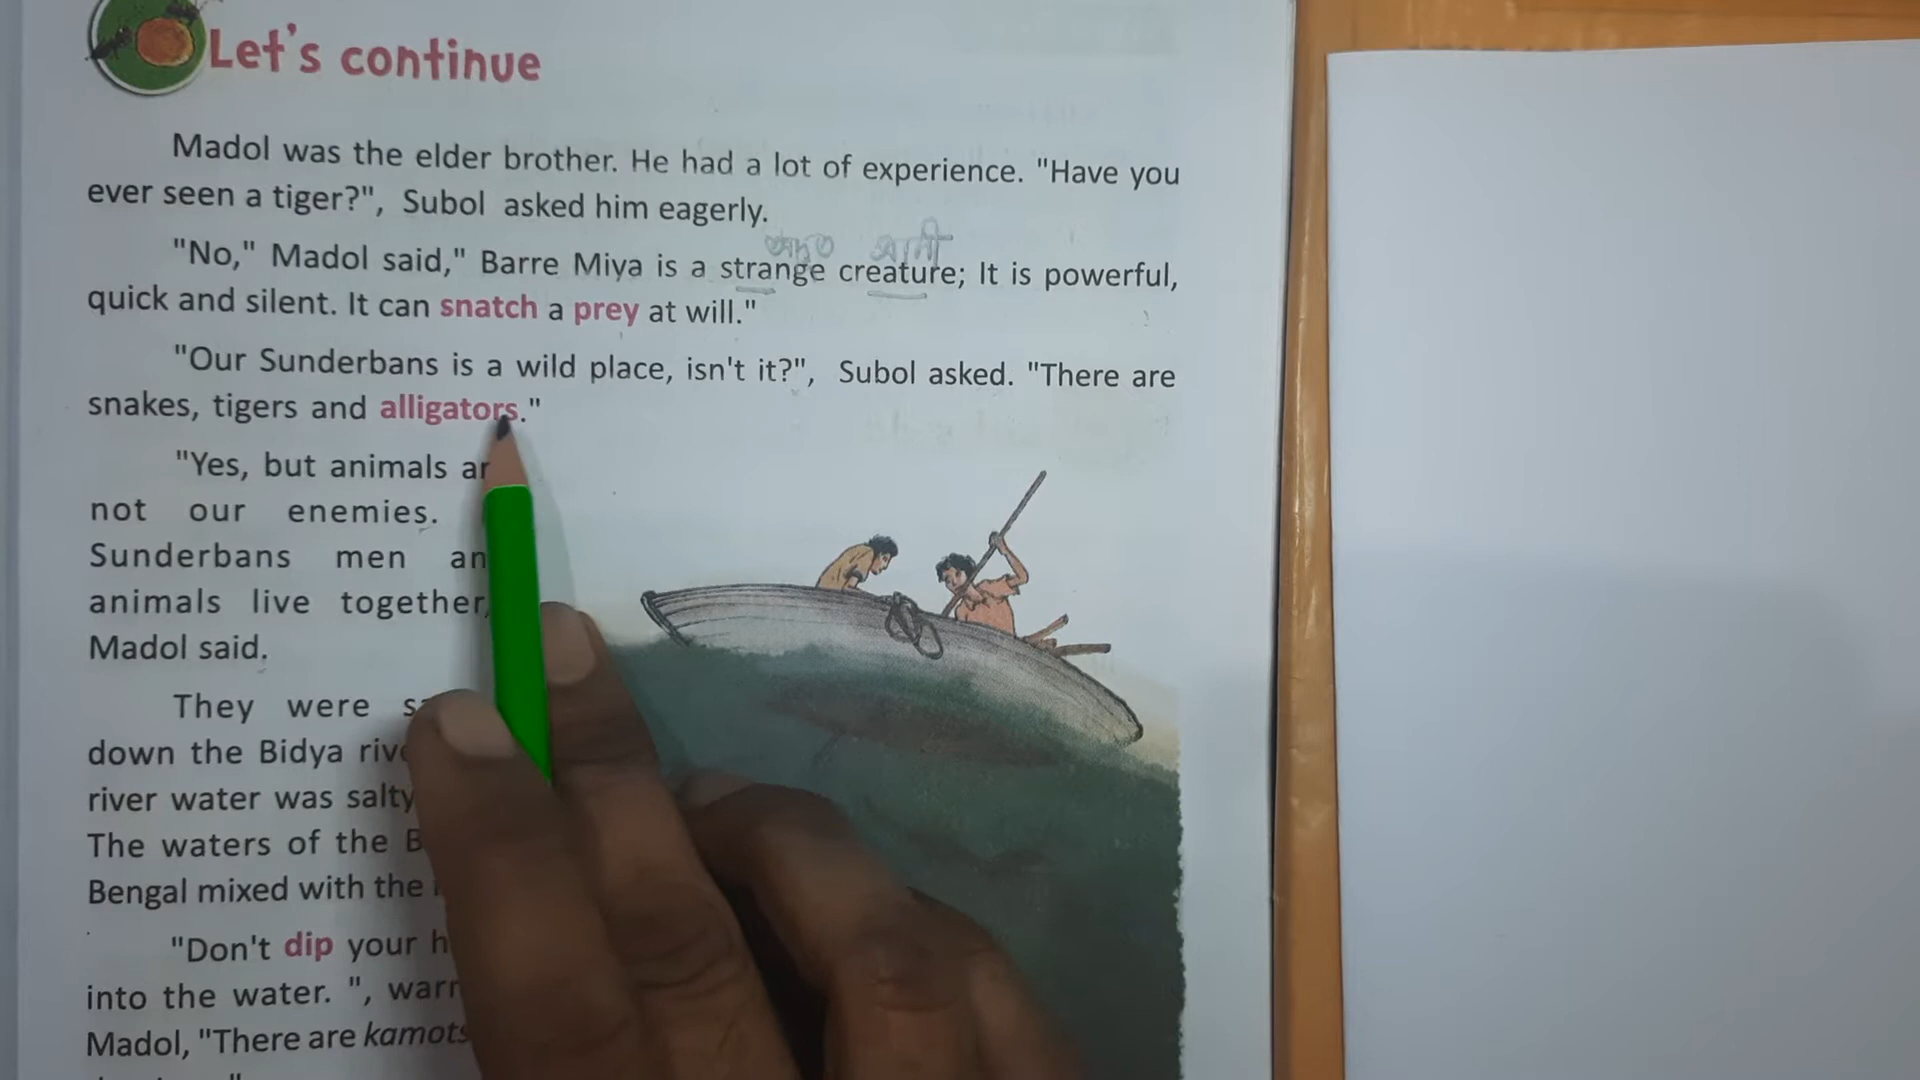 Let's continue
Madol was the elder brother. He had a lot of experience. "Have you
ever seen a tiger?", Subol asked him eagerly.
অদ্ভুত প্রাণী
"No," Madol said," Barre Miya is a strange creature; It is powerful,
quick and silent. It can snatch a prey at will."
"Our Sunderbans is a wild place, isn't it?", Subol asked. "There are
snakes, tigers and alligators."
"Yes, but animals ar
not our enemies.
Sunderbans men an
animals live together,
Madol said.
They were s
down the Bidya riv
river water was salty
The waters of the B
Bengal mixed with the
"Don't dip your h
into the water. ", warr
Madol, "There are kamots